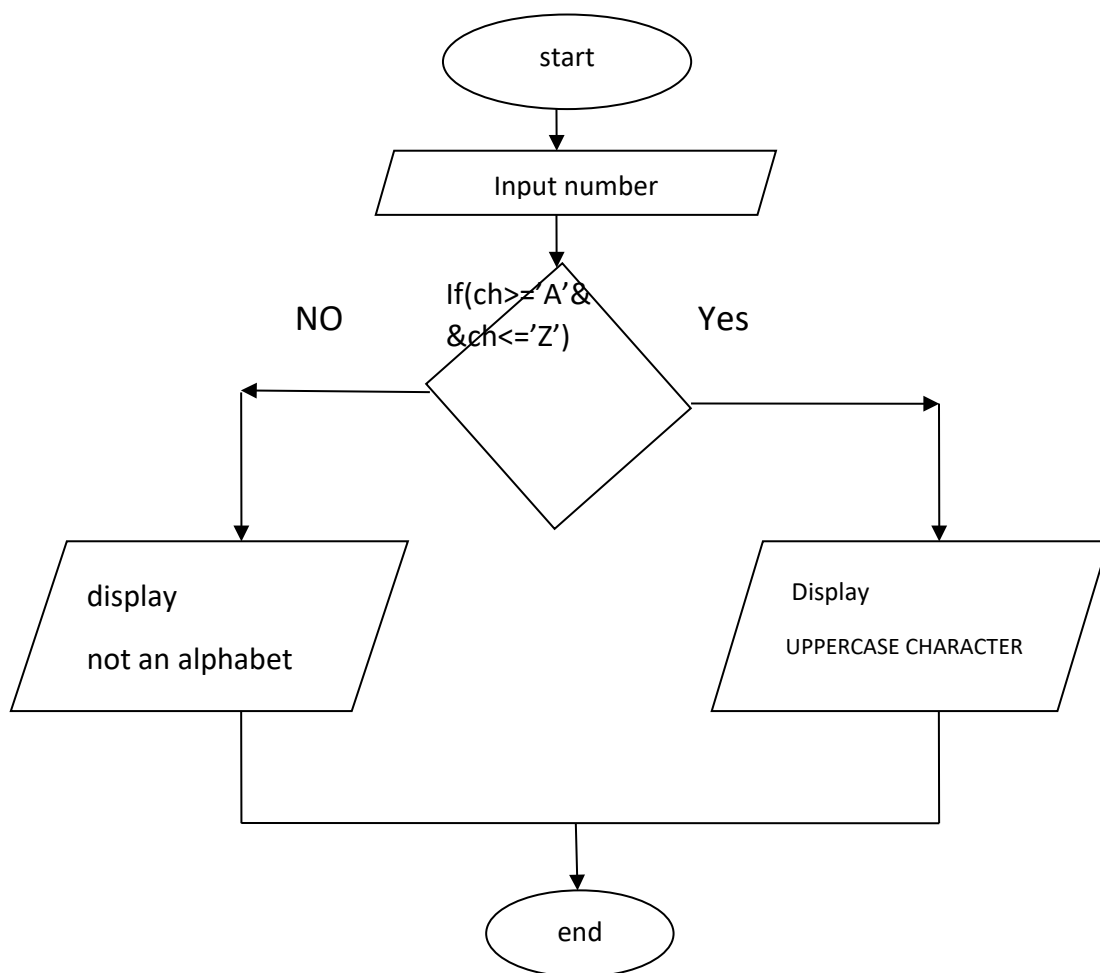 start
Input number
If(ch>=’A’&
&ch<=’Z’)
NO
Yes
display
not an alphabet
Display
UPPERCASE CHARACTER
end